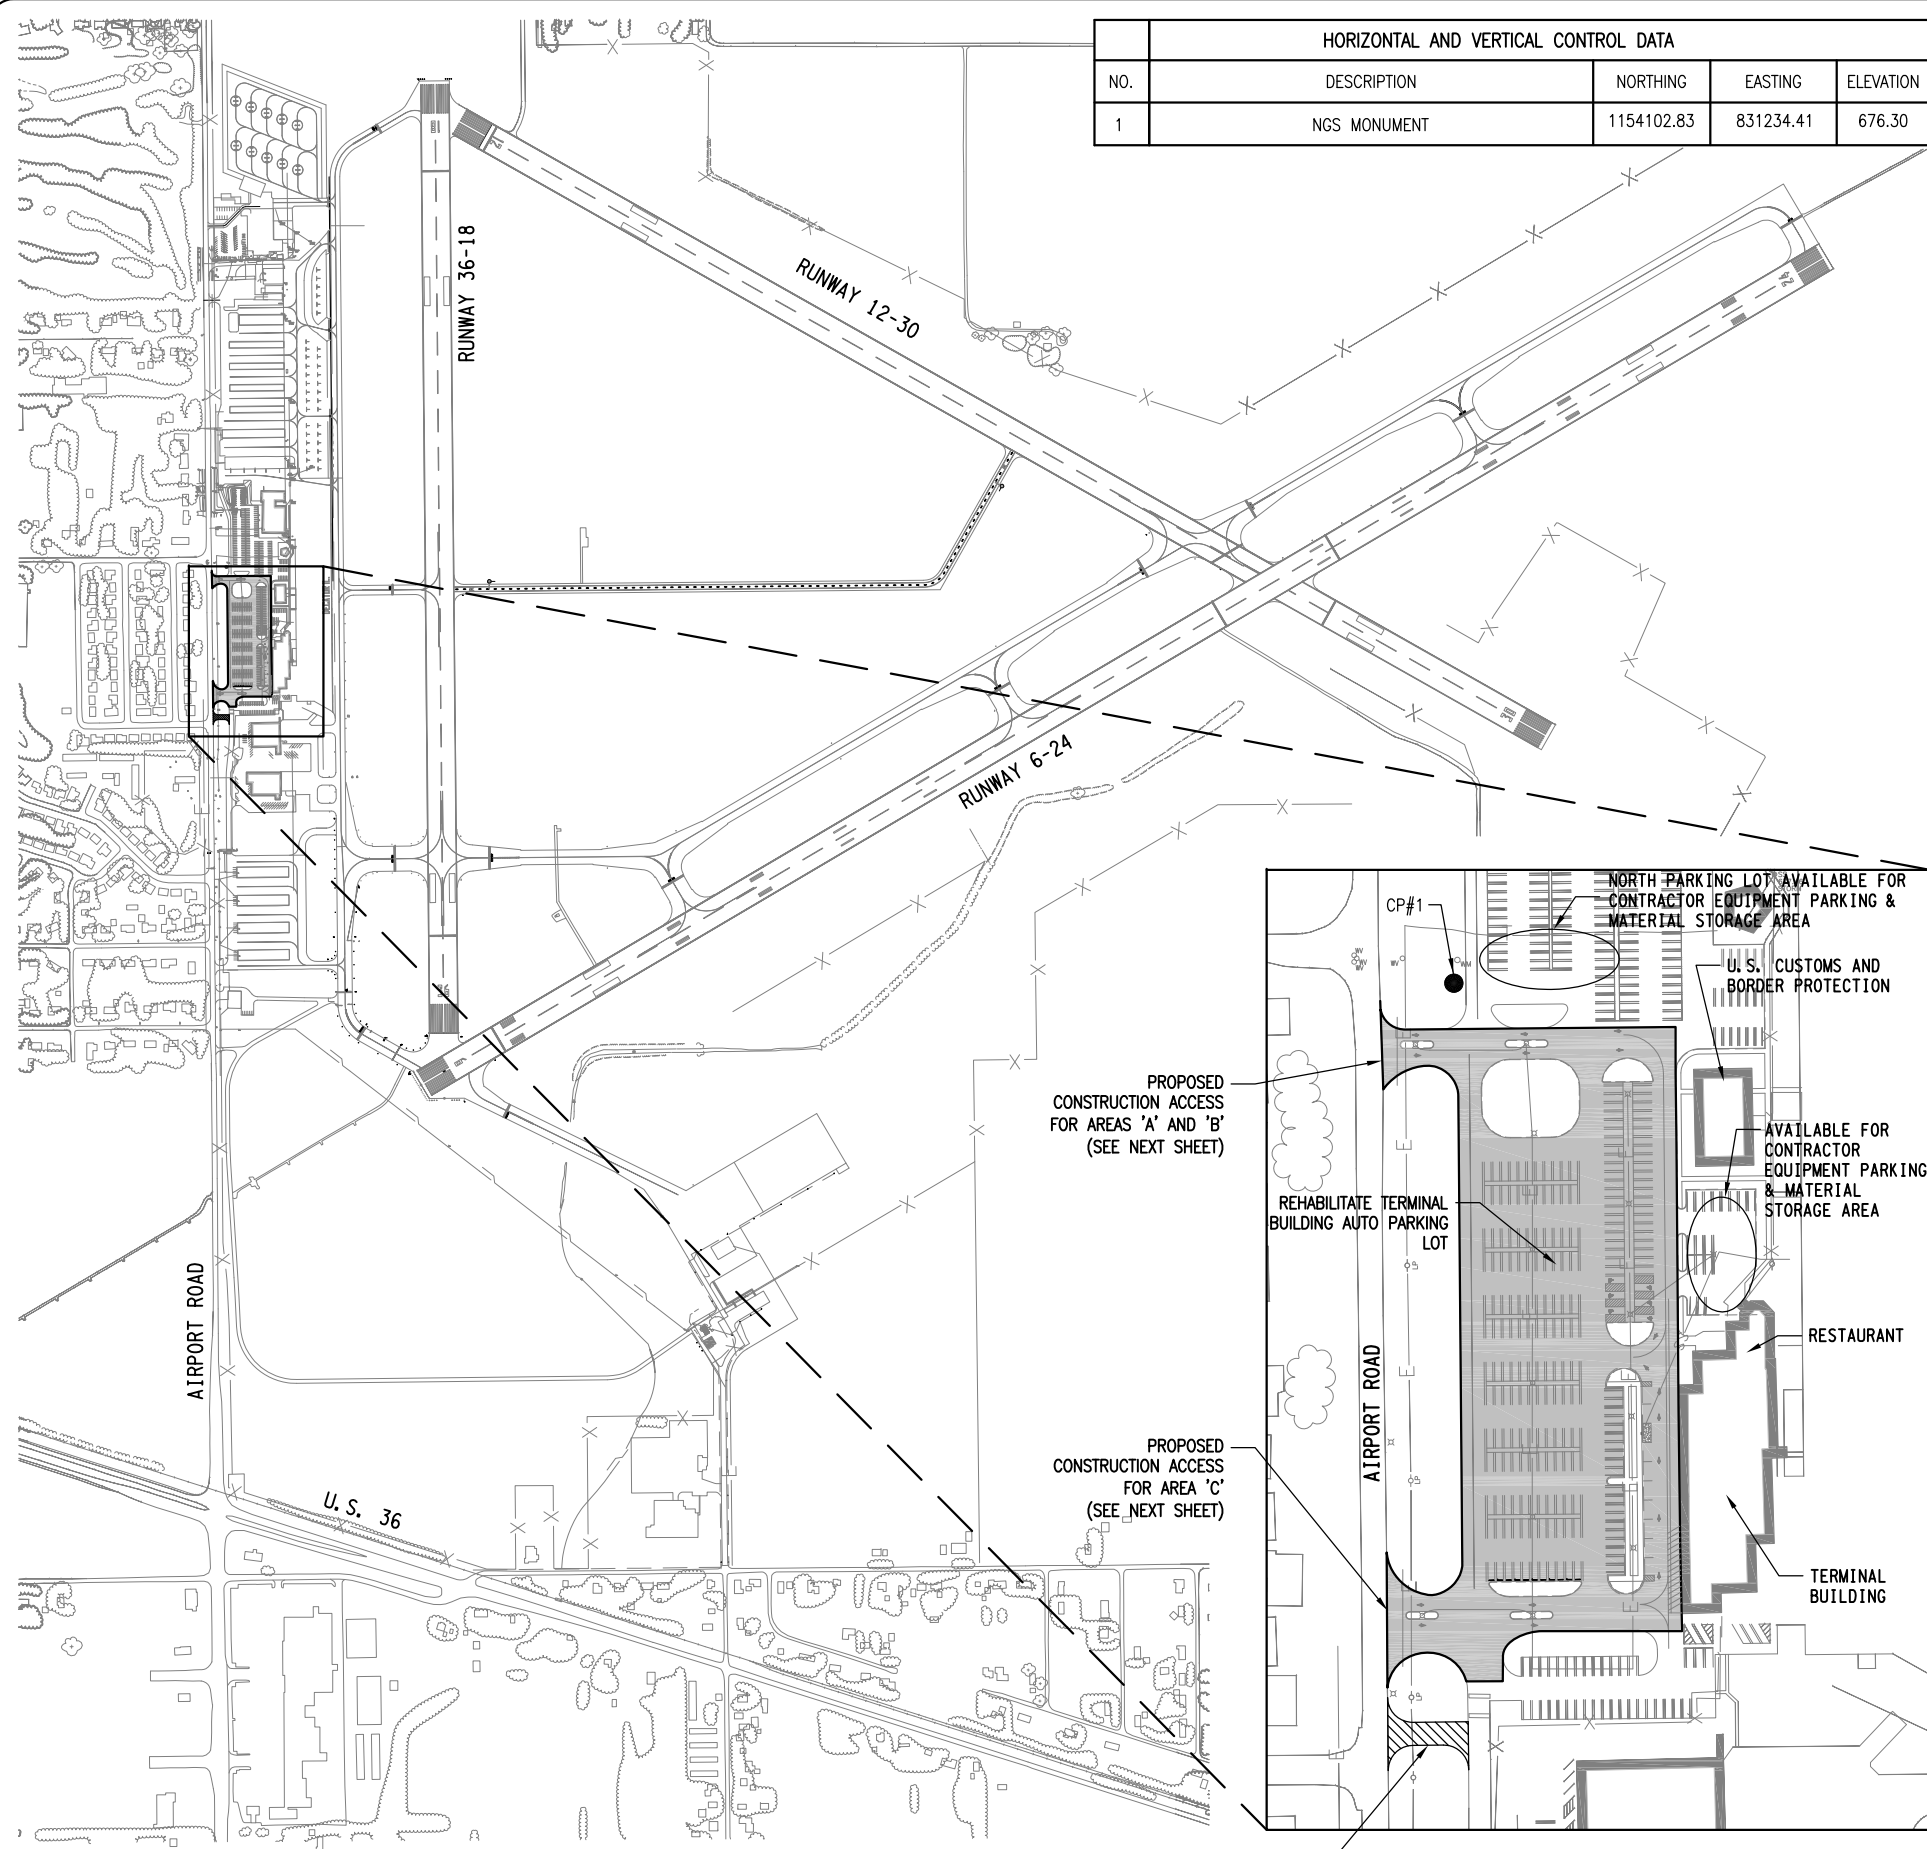 HORIZONTAL AND VERTICAL CONTROL DATA
NO. DESCRIPTION NORTHING EASTING ELEVATION
1 NGS MONUMENT 1154102.83 831234.41 676.30
RUNWAY 36-18
RUNWAY 12-30
RUNWAY 6-24
AIRPORT ROAD
U.S. 36
CP#1
NORTH PARKING LOT AVAILABLE FOR
CONTRACTOR EQUIPMENT PARKING &
MATERIAL STORAGE AREA
U.S. CUSTOMS AND
BORDER PROTECTION
PROPOSED
CONSTRUCTION ACCESS
FOR AREAS 'A' AND 'B'
(SEE NEXT SHEET)
AVAILABLE FOR
CONTRACTOR
EQUIPMENT PARKING
& MATERIAL
STORAGE AREA
REHABILITATE TERMINAL
BUILDING AUTO PARKING
LOT
RESTAURANT
AIRPORT ROAD
PROPOSED
CONSTRUCTION ACCESS
FOR AREA 'C'
(SEE NEXT SHEET)
TERMINAL
BUILDING